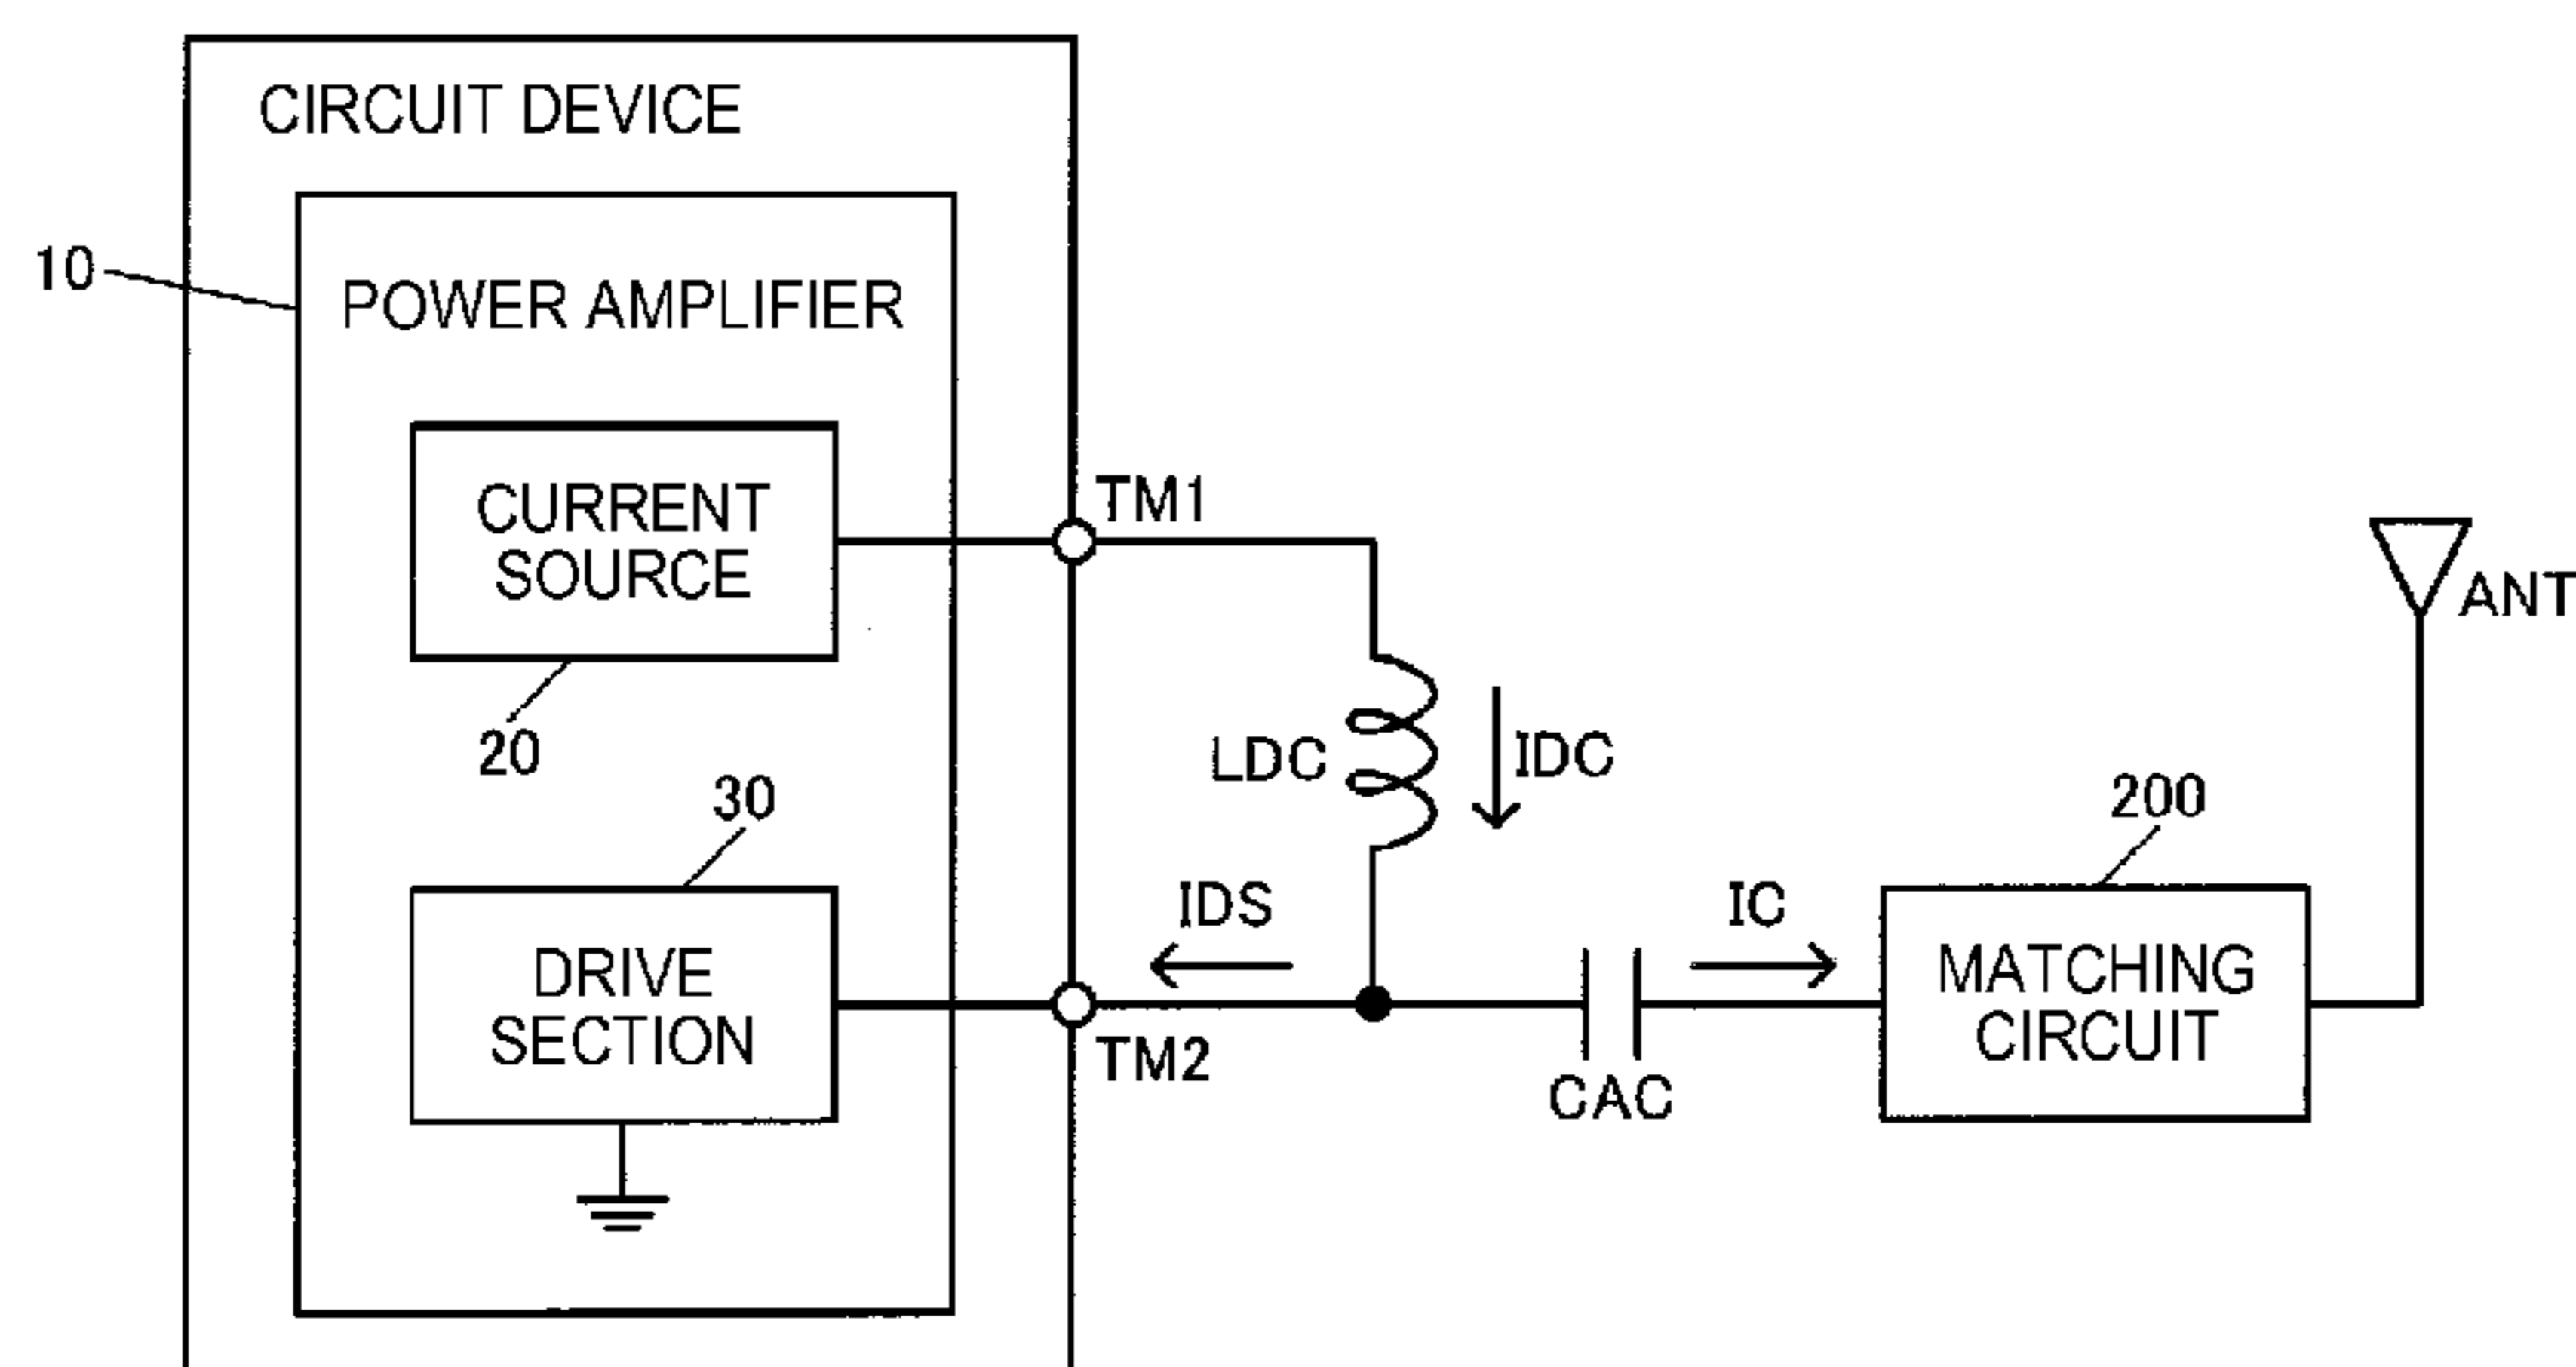 CIRCUIT DEVICE
10
POWER AMPLIFIER
CURRENT
SOURCE
TM1
ANT
20
LDC
IDC
30
200
IDS
IC
DRIVE
SECTION
MATCHING
CIRCUIT
TM2
CAC